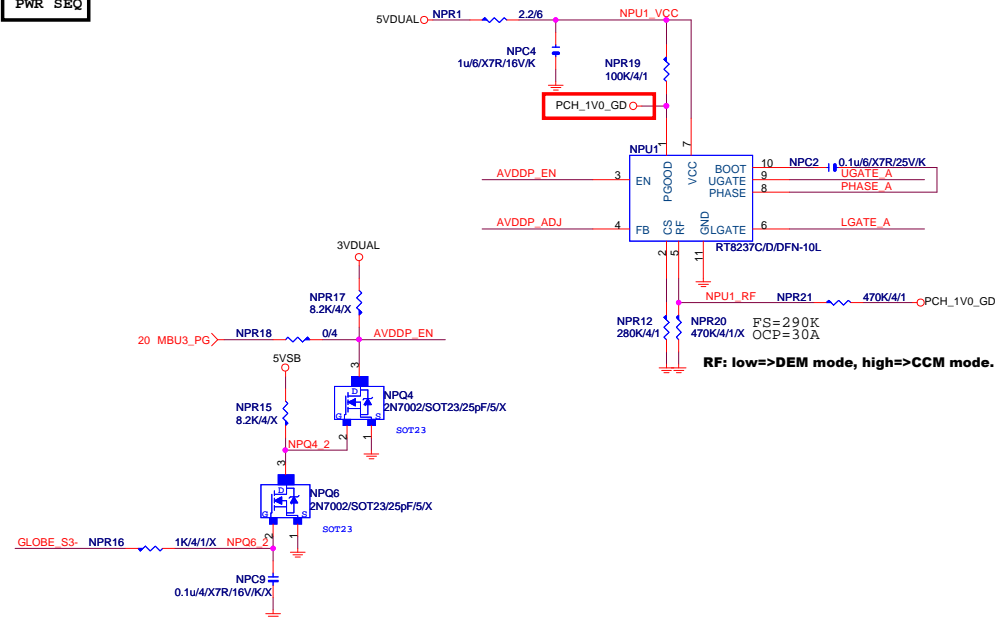 PWR SEQ
5VDUAL NPR1 2.2/6 NPU1_VCC
NPC4
1u/6/X7R/16V/K
NPR19
100K/4/1
PCH_1V0_GD
NPU1 1 7
AVDDP_EN 3 EN PGOOD VCC BOOT 10 NPC2 0.1u/6/X7R/25V/K
UGATE 9 UGATE_A
PHASE 8 PHASE_A
AVDDP_ADJ 4 FB CS RF GND LGATE 6 LGATE_A
2 5 11 RT8237C/D/DFN-10L
3VDUAL
NPR17
8.2K/4/X
NPU1_RF NPR21 470K/4/1 PCH_1V0_GD
NPR12
280K/4/1
NPR20
470K/4/1/X
FS=290K
OCP=30A
20 MBU3_PG NPR18 0/4 AVDDP_EN
RF: low=>DEM mode, high=>CCM mode.
5VSB
3
NPR15
8.2K/4/X
D G S
NPQ4
2N7002/SOT23/25pF/5/X
SOT23
2 1
NPQ4_2
3
D G S
NPQ6
2N7002/SOT23/25pF/5/X
SOT23
2 1
GLOBE_S3- NPR16 1K/4/1/X NPQ6_2
NPC9
0.1u/4/X7R/16V/K/X